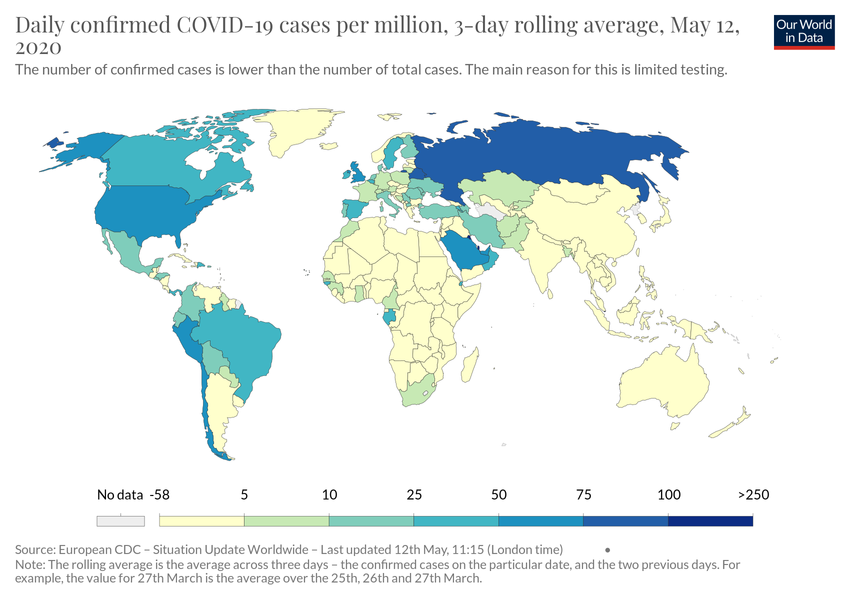 Daily confirmed COVID-19 cases per million, 3-day rolling average, May 12,
2020
Our World
in Data
The number of confirmed cases is lower than the number of total cases. The main reason for this is limited testing.
No data -58 5 10 25 50 75 100 >250
Source: European CDC – Situation Update Worldwide – Last updated 12th May, 11:15 (London time) •
Note: The rolling average is the average across three days – the confirmed cases on the particular date, and the two previous days. For
example, the value for 27th March is the average over the 25th, 26th and 27th March.